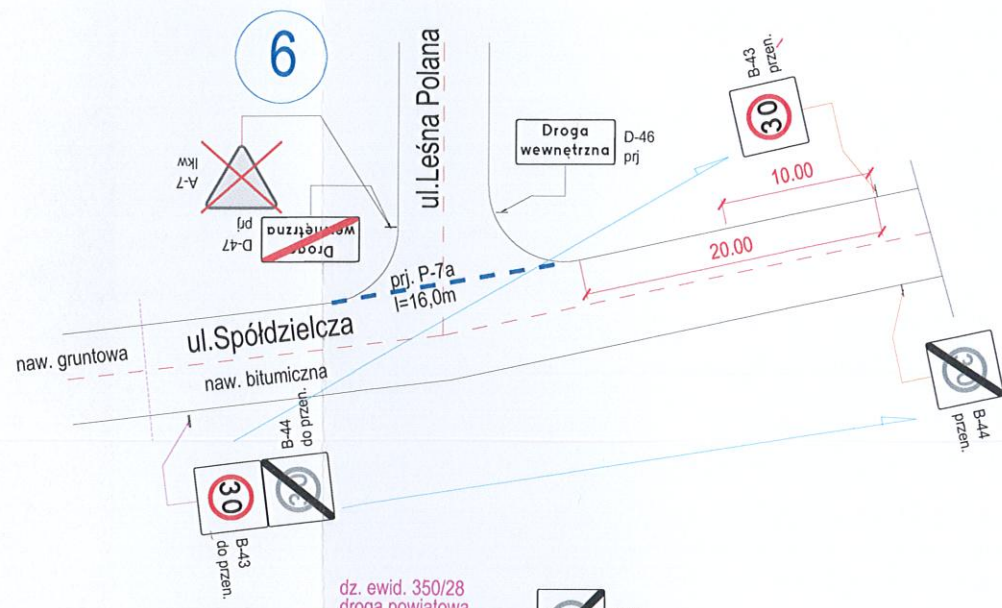 6
ul.Leśna Polana
B-43
przen.
30
A-7
lkw
Droga
wewnętrzna
D-46
prj
10.00
D-47
prj
Droga
wewnętrzna
20.00
prj. P-7a
l=16,0m
ul.Spółdzielcza
naw. gruntowa
naw. bitumiczna
30
B-44
przen.
B-44
do przen.
30
30
B-43
do przen.
dz. ewid. 350/28
droga powiatowa